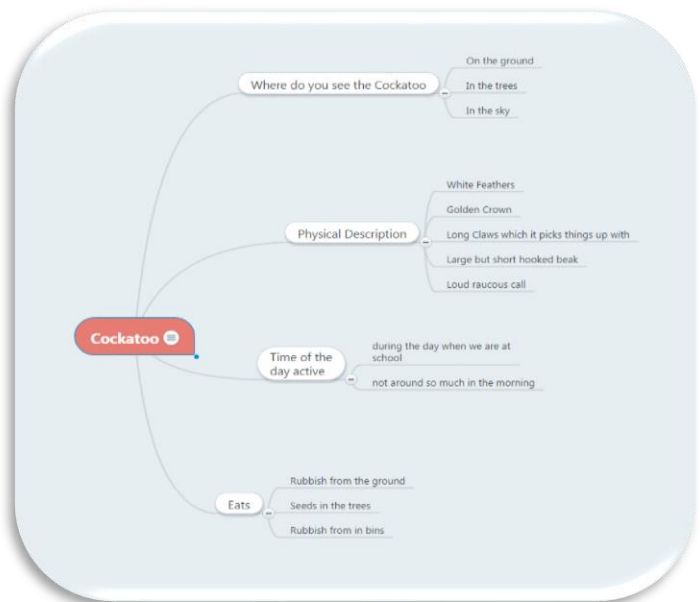 Where do you see the Cockatoo
On the ground
In the trees
In the sky
Physical Description
White Feathers
Golden Crown
Long Claws which it picks things up with
Large but short hooked beak
Loud raucous call
Cockatoo
Time of the
day active
during the day when we are at
school
not around so much in the morning
Eats
Rubbish from the ground
Seeds in the trees
Rubbish from in bins